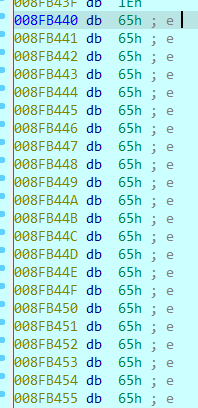 008FB43F db 1Eh
008FB440 db 65h ; e
008FB441 db 65h ; e
008FB442 db 65h ; e
008FB443 db 65h ; e
008FB444 db 65h ; e
008FB445 db 65h ; e
008FB446 db 65h ; e
008FB447 db 65h ; e
008FB448 db 65h ; e
008FB449 db 65h ; e
008FB44A db 65h ; e
008FB44B db 65h ; e
008FB44C db 65h ; e
008FB44D db 65h ; e
008FB44E db 65h ; e
008FB44F db 65h ; e
008FB450 db 65h ; e
008FB451 db 65h ; e
008FB452 db 65h ; e
008FB453 db 65h ; e
008FB454 db 65h ; e
008FB455 db 65h ; e